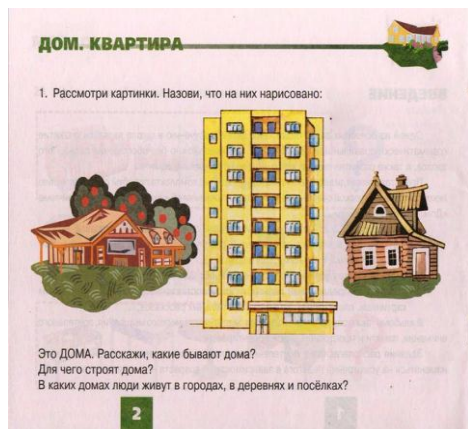 ДОМ. КВАРТИРА
1. Рассмотри картинки. Назови, что на них нарисовано:
Это ДОМА. Расскажи, какие бывают дома?
Для чего строят дома?
В каких домах люди живут в городах, в деревнях и посёлках?
2